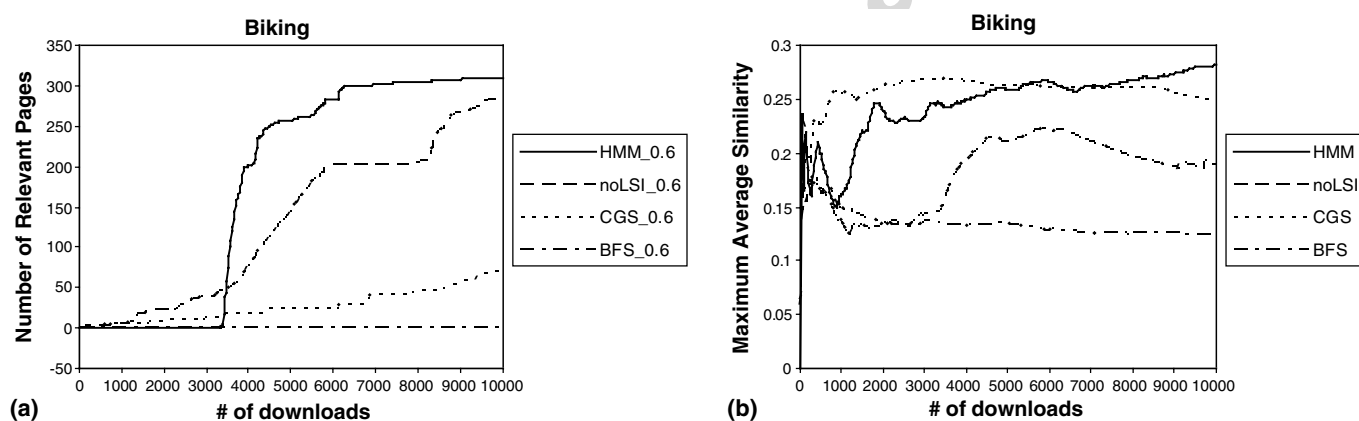 Biking
350
300
250
200
150
100
50
0
-50
Number of Relevant Pages
0 1000 2000 3000 4000 5000 6000 7000 8000 9000 10000
# of downloads
(a)
HMM_0.6
noLSI_0.6
CGS_0.6
BFS_0.6
Biking
0.3
0.25
0.2
0.15
0.1
0.05
0
Maximum Average Similarity
0 1000 2000 3000 4000 5000 6000 7000 8000 9000 10000
# of downloads
(b)
HMM
noLSI
CGS
BFS